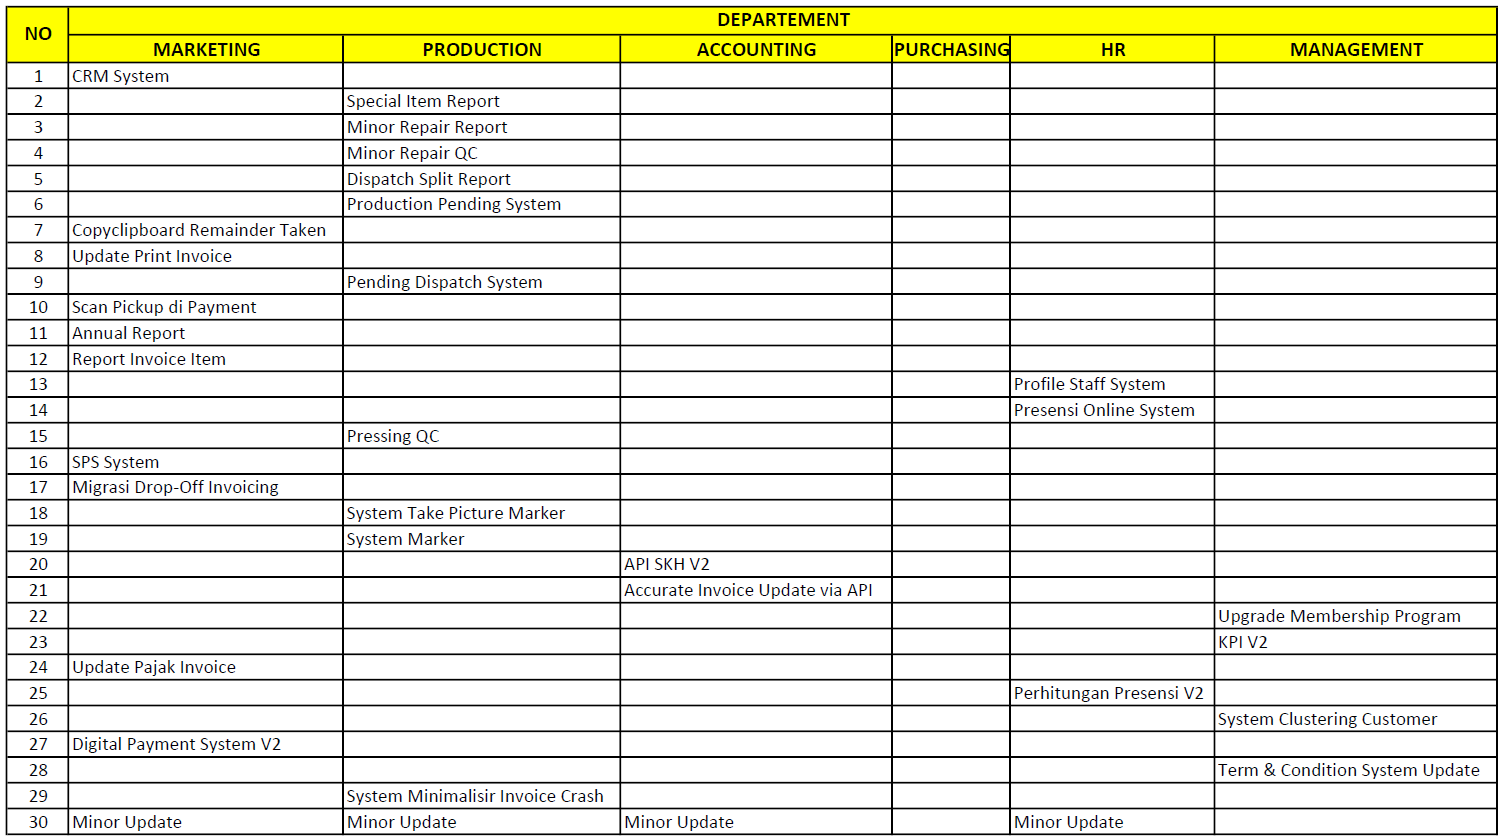 NO DEPARTEMENT
MARKETING PRODUCTION ACCOUNTING PURCHASING HR MANAGEMENT
1 CRM System
2 Special Item Report
3 Minor Repair Report
4 Minor Repair QC
5 Dispatch Split Report
6 Production Pending System
7 Copyclipboard Remainder Taken
8 Update Print Invoice
9 Pending Dispatch System
10 Scan Pickup di Payment
11 Annual Report
12 Report Invoice Item
13 Profile Staff System
14 Presensi Online System
15 Pressing QC
16 SPS System
17 Migrasi Drop-Off Invoicing
18 System Take Picture Marker
19 System Marker
20 API SKH V2
21 Accurate Invoice Update via API
22 Upgrade Membership Program
23 KPI V2
24 Update Pajak Invoice
25 Perhitungan Presensi V2
26 System Clustering Customer
27 Digital Payment System V2
28 Term & Condition System Update
29 System Minimalisir Invoice Crash
30 Minor Update Minor Update Minor Update Minor Update